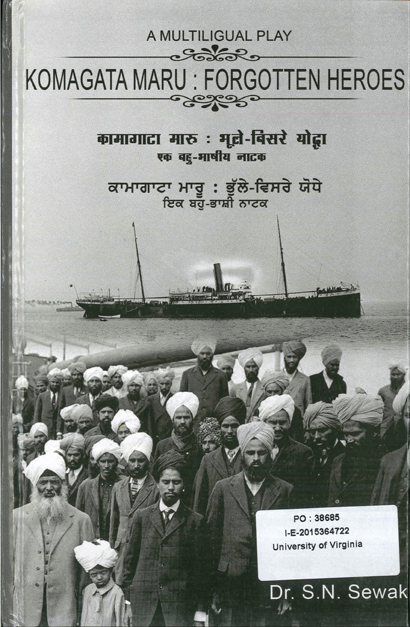 A MULTILIGUAL PLAY
KOMAGATA MARU : FORGOTTEN HEROES
कामागाटा मारू : भूले-बिसरे योद्धा
एक बहु-भाषीय नाटक
ਕਾਮਾਗਾਟਾ ਮਾਰੂ : ਭੁੱਲੇ-ਵਿਸਰੇ ਯੋਧੇ
ਇਕ ਬਹੁ-ਭਾਸ਼ੀ ਨਾਟਕ
PO : 38685
I-E-2015364722
University of Virginia
Dr. S.N. Sewak